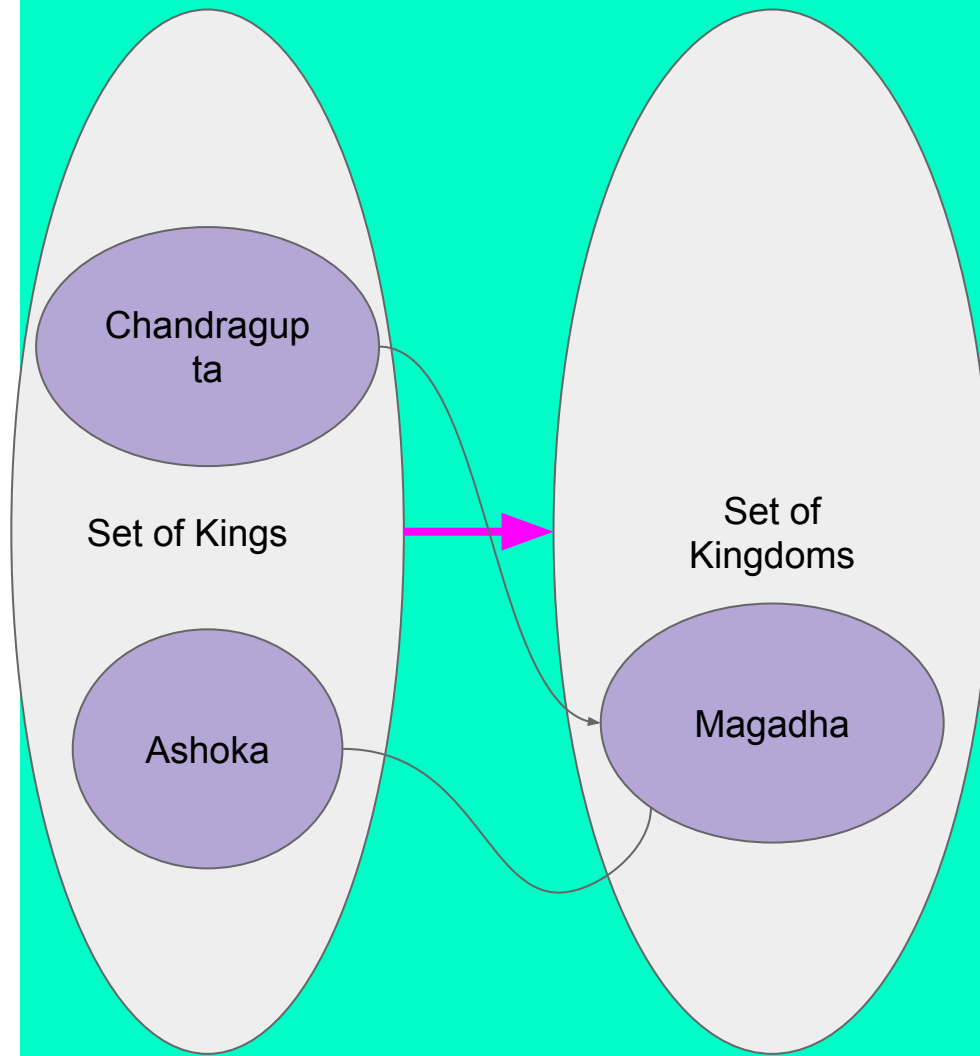 Chandragup
ta
Set of Kings
Ashoka
Set of
Kingdoms
Magadha